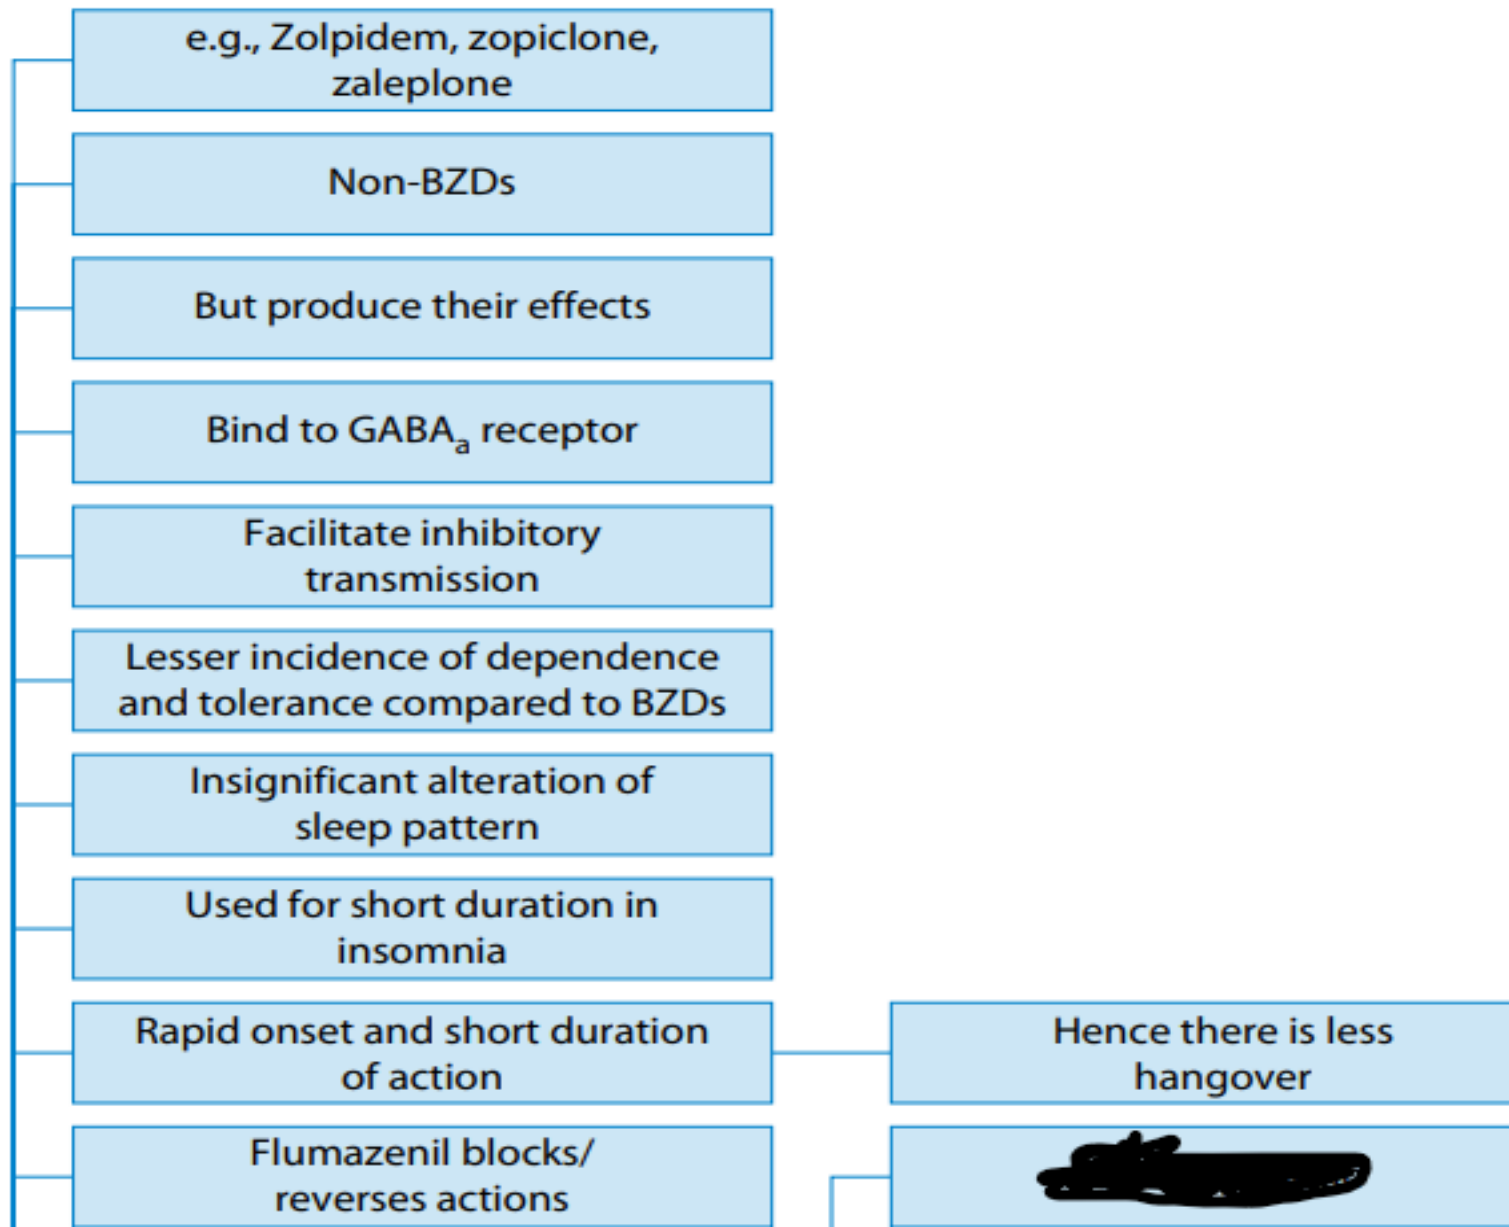 e.g., Zolpidem, zopiclone,
zaleplone
Non-BZDs
But produce their effects
Bind to GABAa receptor
Facilitate inhibitory
transmission
Lesser incidence of dependence
and tolerance compared to BZDs
Insignificant alteration of
sleep pattern
Used for short duration in
insomnia
Rapid onset and short duration
of action
Hence there is less
hangover
Flumazenil blocks/
reverses actions